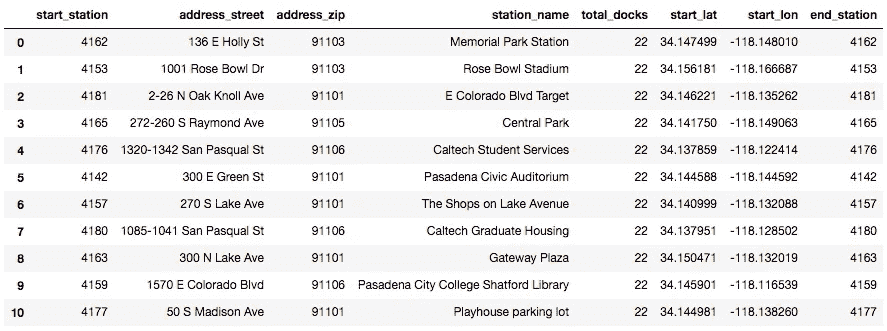 start_station address_street address_zip station_name total_docks start_lat start_lon end_station
0 4162 136 E Holly St 91103 Memorial Park Station 22 34.147499 -118.148010 4162
1 4153 1001 Rose Bowl Dr 91103 Rose Bowl Stadium 22 34.156181 -118.166687 4153
2 4181 2-26 N Oak Knoll Ave 91101 E Colorado Blvd Target 22 34.146221 -118.135262 4181
3 4165 272-260 S Raymond Ave 91105 Central Park 22 34.141750 -118.149063 4165
4 4176 1320-1342 San Pasqual St 91106 Caltech Student Services 22 34.137859 -118.122414 4176
5 4142 300 E Green St 91101 Pasadena Civic Auditorium 22 34.144588 -118.144592 4142
6 4157 270 S Lake Ave 91101 The Shops on Lake Avenue 22 34.140999 -118.132088 4157
7 4180 1085-1041 San Pasqual St 91106 Caltech Graduate Housing 22 34.137951 -118.128502 4180
8 4163 300 N Lake Ave 91101 Gateway Plaza 22 34.150471 -118.132019 4163
9 4159 1570 E Colorado Blvd 91106 Pasadena City College Shatford Library 22 34.145901 -118.116539 4159
10 4177 50 S Madison Ave 91101 Playhouse parking lot 22 34.144981 -118.138260 4177